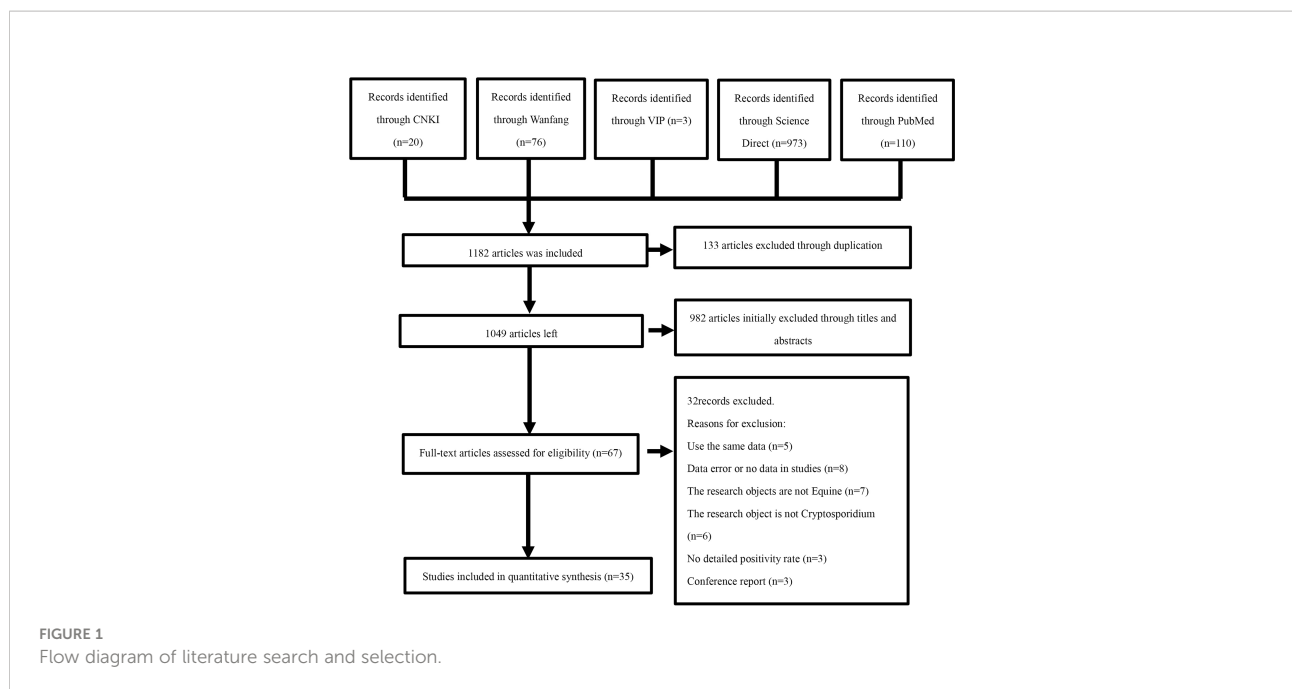 Records identified
through CNKI
(n=20)
Records identified
through Wanfang
(n=76)
Records identified
through VIP (n=3)
Records identified
through Science
Direct (n=973)
Records identified
through PubMed
(n=110)
1182 articles was included
133 articles excluded through duplication
1049 articles left
982 articles initially excluded through titles and
abstracts
Full-text articles assessed for eligibility (n=67)
32records excluded.
Reasons for exclusion:
Use the same data (n=5)
Data error or no data in studies (n=8)
The research objects are not Equine (n=7)
The research object is not Cryptosporidium
(n=6)
No detailed positivity rate (n=3)
Conference report (n=3)
Studies included in quantitative synthesis (n=35)
FIGURE 1
Flow diagram of literature search and selection.